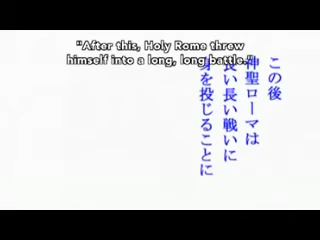 "After this, Holy Rome threw
himself into a long, long battle."
この後
神聖ローマは
長い長い戦いに
身を投じることに